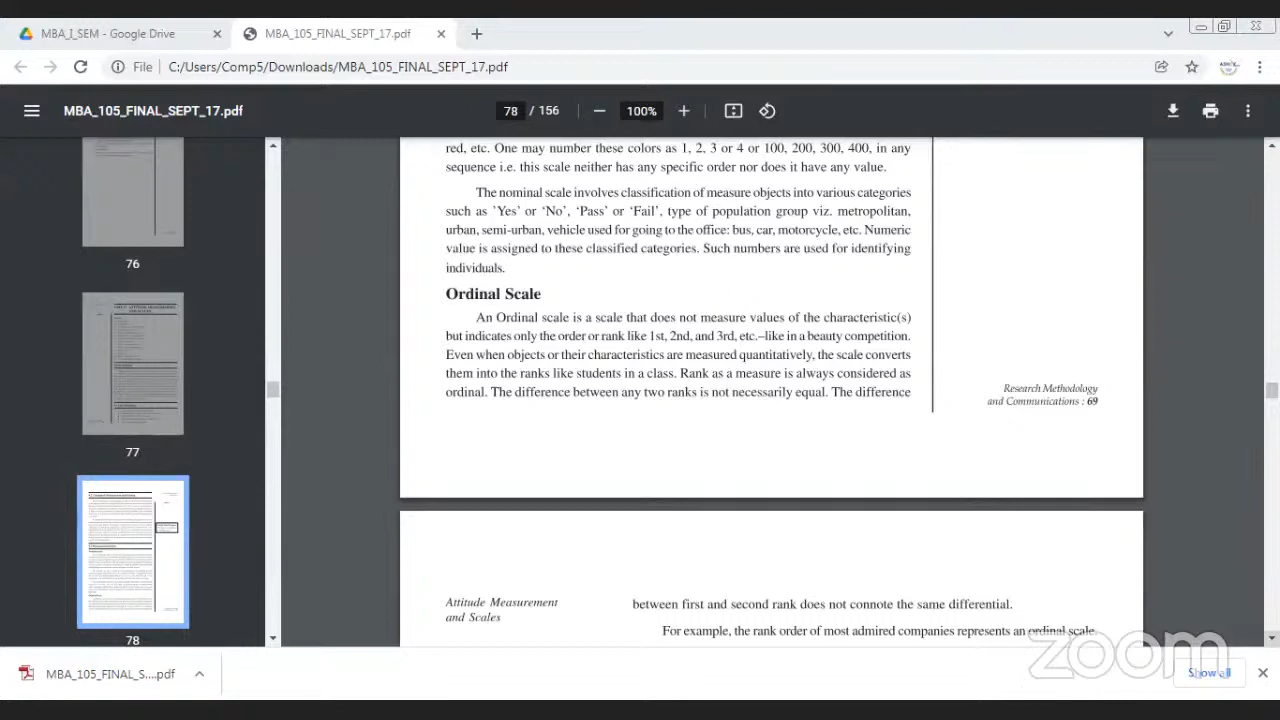 MBA_I_SEM - Google Drive
MBA_105_FINAL_SEPT_17.pdf
File
C:/Users/Comp5/Downloads/MBA_105_FINAL_SEPT_17.pdf
MBA_105_FINAL_SEPT_17.pdf
78 / 156
100%
76
77
78
red, etc. One may number these colors as 1, 2, 3 or 4 or 100, 200, 300, 400, in any
sequence i.e. this scale neither has any specific order nor does it have any value.
The nominal scale involves classification of measure objects into various categories
such as 'Yes' or 'No', 'Pass' or 'Fail', type of population group viz. metropolitan,
urban, semi-urban, vehicle used for going to the office: bus, car, motorcycle, etc. Numeric
value is assigned to these classified categories. Such numbers are used for identifying
individuals.
Ordinal Scale
An Ordinal scale is a scale that does not measure values of the characteristic(s)
but indicates only the order or rank like 1st, 2nd, and 3rd, etc.–like in a beauty competition.
Even when objects or their characteristics are measured quantitatively, the scale converts
them into the ranks like students in a class. Rank as a measure is always considered as
ordinal. The difference between any two ranks is not necessarily equal. The difference
Research Methodology
and Communications : 69
Attitude Measurement
and Scales
between first and second rank does not connote the same differential.
For example, the rank order of most admired companies represents an ordinal scale.
zoom
MBA_105_FINAL_S....pdf
Show all